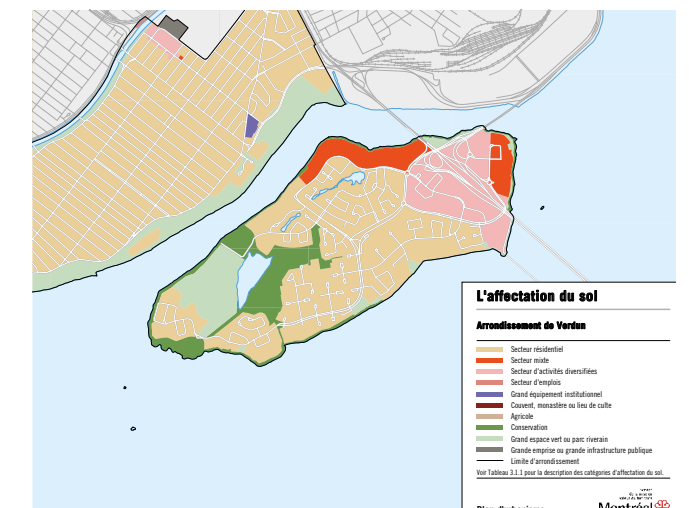 L'affectation du sol
Arrondissement de Verdun
Secteur résidentiel
Secteur mixte
Secteur d'activités diversifiées
Secteur d'emplois
Grand équipement institutionnel
Couvent, monastère ou lieu de culte
Agricole
Conservation
Grand espace vert ou parc riverain
Grande emprise ou grande infrastructure publique
Limite d'arrondissement
Voir Tableau 3.1.1 pour la description des catégories d'affectation du sol.
Plan d'urbanisme
Montréal